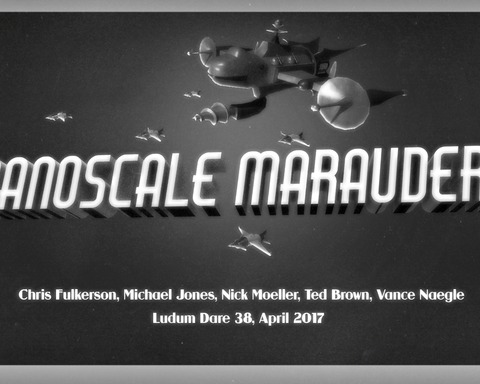 ANOSCALE MARAUDER
Chris Fulkerson, Michael Jones, Nick Moeller, Ted Brown, Vance Naegle
Ludum Dare 38, April 2017